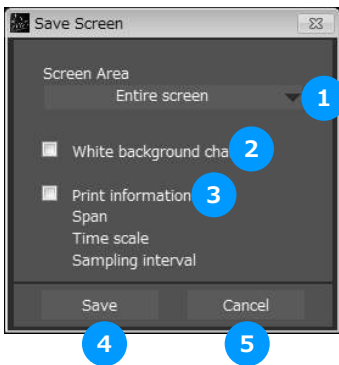 Save Screen
Screen Area
Entire screen
1
White background cha
2
Print information
3
Span
Time scale
Sampling interval
Save
Cancel
4
5